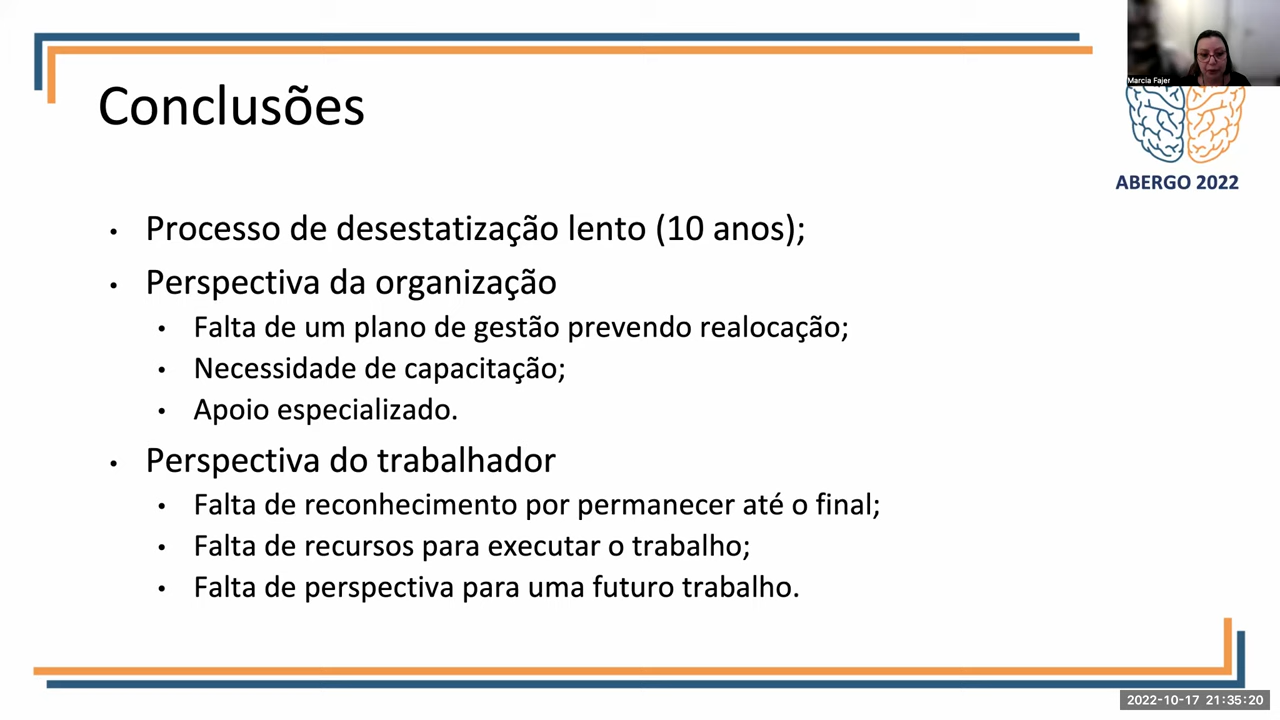 Marcia Fajer
Conclusões
ABERGO 2022
• Processo de desestatização lento (10 anos);
• Perspectiva da organização
• Falta de um plano de gestão prevendo realocação;
• Necessidade de capacitação;
• Apoio especializado.
• Perspectiva do trabalhador
• Falta de reconhecimento por permanecer até o final;
• Falta de recursos para executar o trabalho;
• Falta de perspectiva para uma futuro trabalho.
2022-10-17 21:35:20